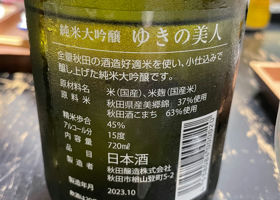 純米大吟醸 ゆきの美人
全量秋田の酒造好適米を使い、小仕込みで
醸し上げた純米大吟醸です。
原材料名 米（国産）、米麹（国産米）
原料米 秋田県産美郷錦 37%使用
秋田酒こまち 63%使用
精米歩合 45%
アルコール分 15度
内容量 720ml
品目 日本酒
製造者 秋田醸造株式会社
秋田市楢山登町5-2
製造年月 2023.10